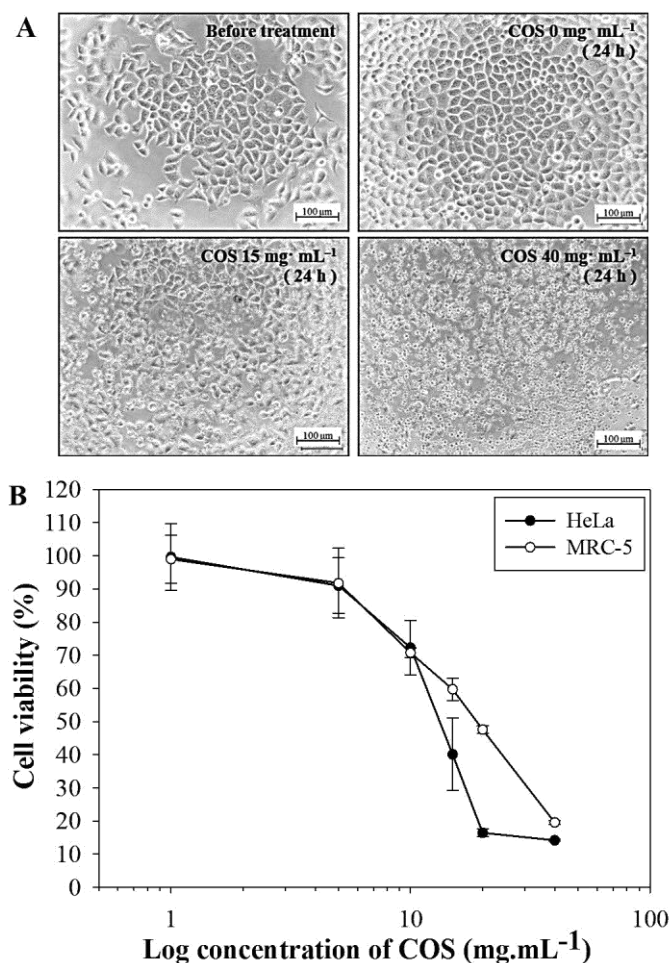 A
Before treatment
COS 0 mg· mL⁻¹
( 24 h )
100 μm
100 μm
COS 15 mg· mL⁻¹
( 24 h )
COS 40 mg· mL⁻¹
( 24 h )
100 μm
100 μm
B
120
110
100
90
80
70
60
50
40
30
20
10
0
Cell viability (%)
HeLa
MRC-5
1
10
100
Log concentration of COS (mg.mL⁻¹)